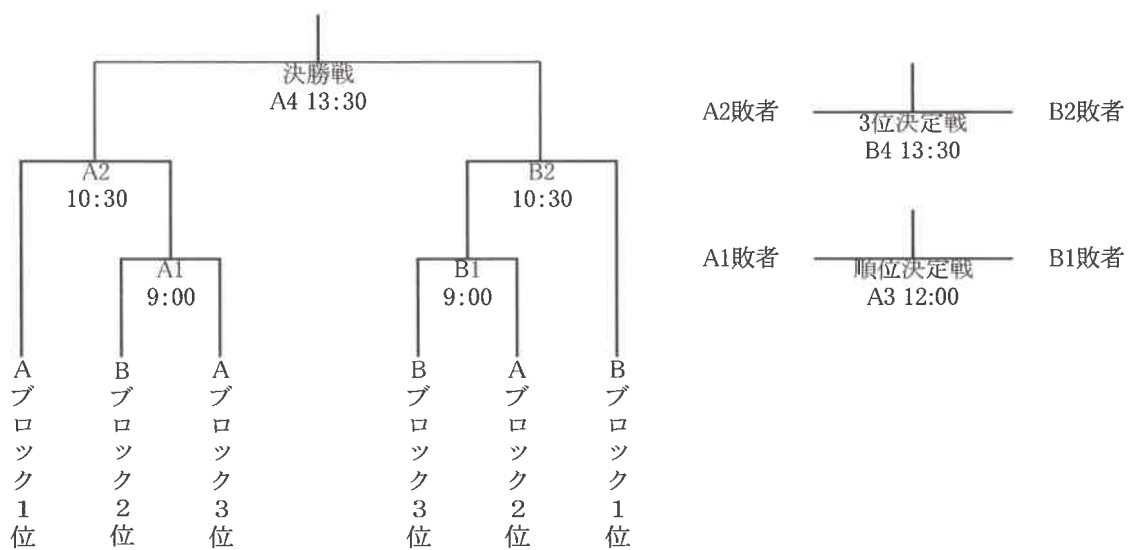 決勝戦
A4 13:30
A2
10:30
B2
10:30
A1
9:00
B1
9:00
Aブロック1位
Bブロック2位
Aブロック3位
Bブロック3位
Aブロック2位
Bブロック1位
A2敗者
3位決定戦
B4 13:30
B2敗者
A1敗者
順位決定戦
A3 12:00
B1敗者